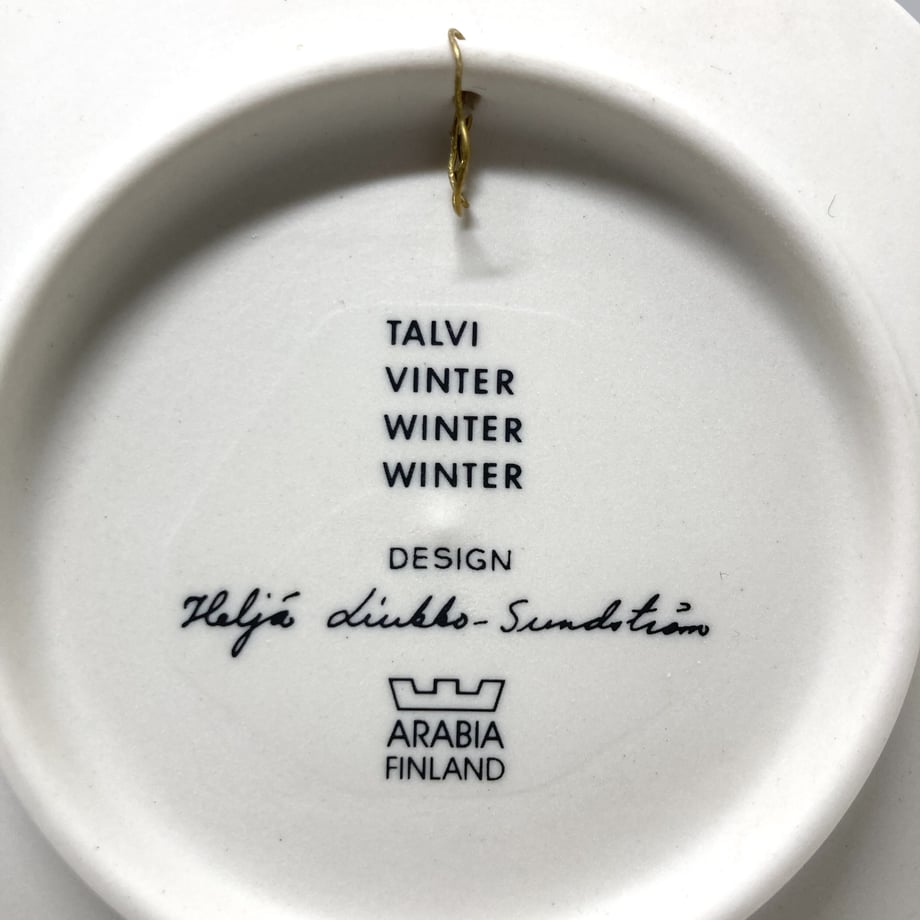 TALVI
VINTER
WINTER
WINTER
DESIGN
Heljä Liukko-Sundström
ARABIA
FINLAND